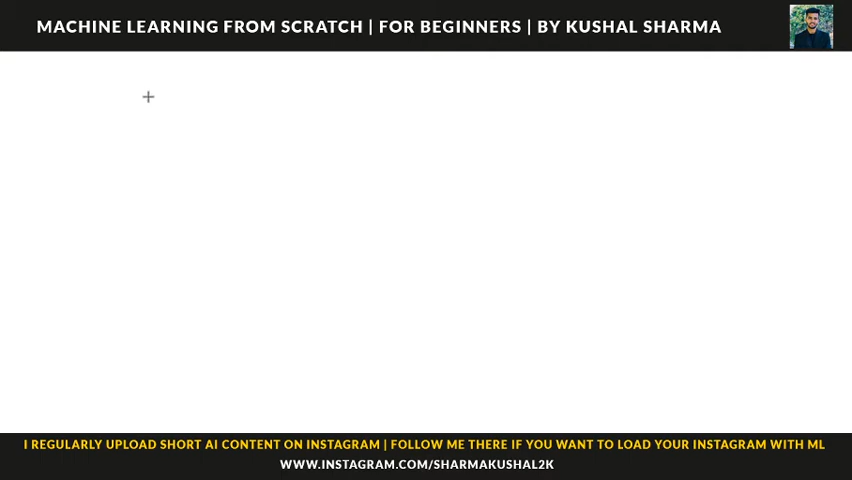 MACHINE LEARNING FROM SCRATCH | FOR BEGINNERS | BY KUSHAL SHARMA
I REGULARLY UPLOAD SHORT AI CONTENT ON INSTAGRAM | FOLLOW ME THERE IF YOU WANT TO LOAD YOUR INSTAGRAM WITH ML
WWW.INSTAGRAM.COM/SHARMAKUSHAL2K